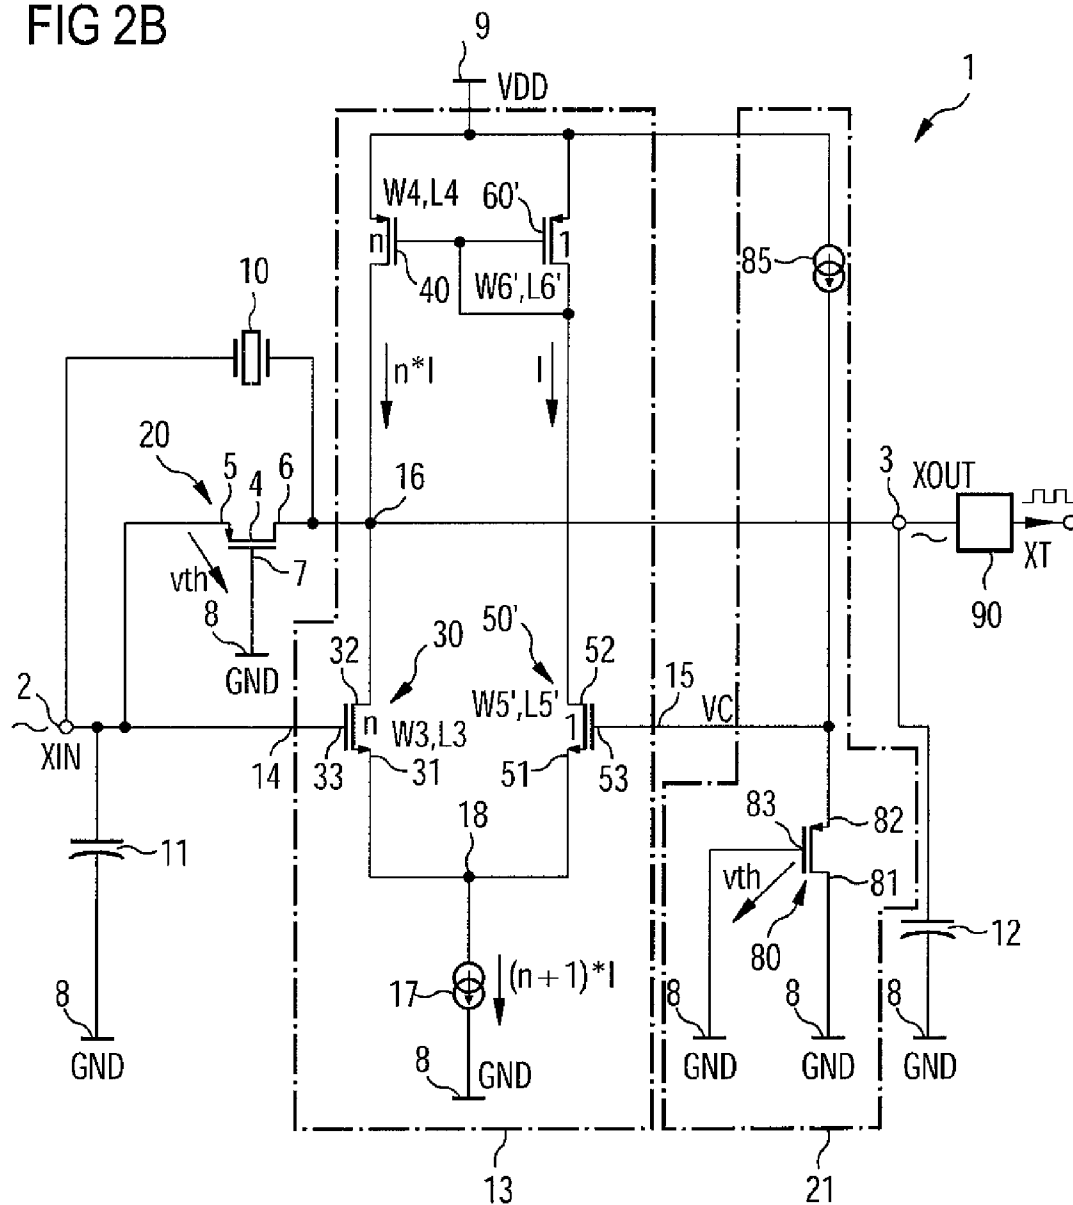 FIG 2B
9
1
VDD
W4,L4
60'
n
1
85
10
40
W6',L6'
n*I
I
20
5
4
6
16
3
XOUT
vth
7
XT
8
90
GND
32
30
50'
52
2
15
VC
n
W3,L3
W5',L5'
1
XIN
14
33
31
51
53
18
83
82
11
vth
81
80
12
17
(n+1)*I
8
8
8
8
GND
GND
GND
GND
8
GND
13
21